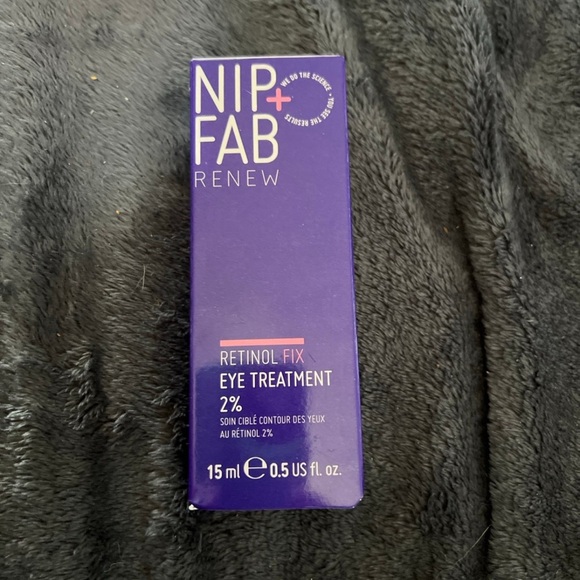 NIP+
FAB
RENEW
WE DO THE SCIENCE • YOU SEE THE RESULTS
RETINOL FIX
EYE TREATMENT
2%
SOIN CIBLÉ CONTOUR DES YEUX
AU RÉTINOL 2%
15 ml ℮ 0.5 US fl. oz.